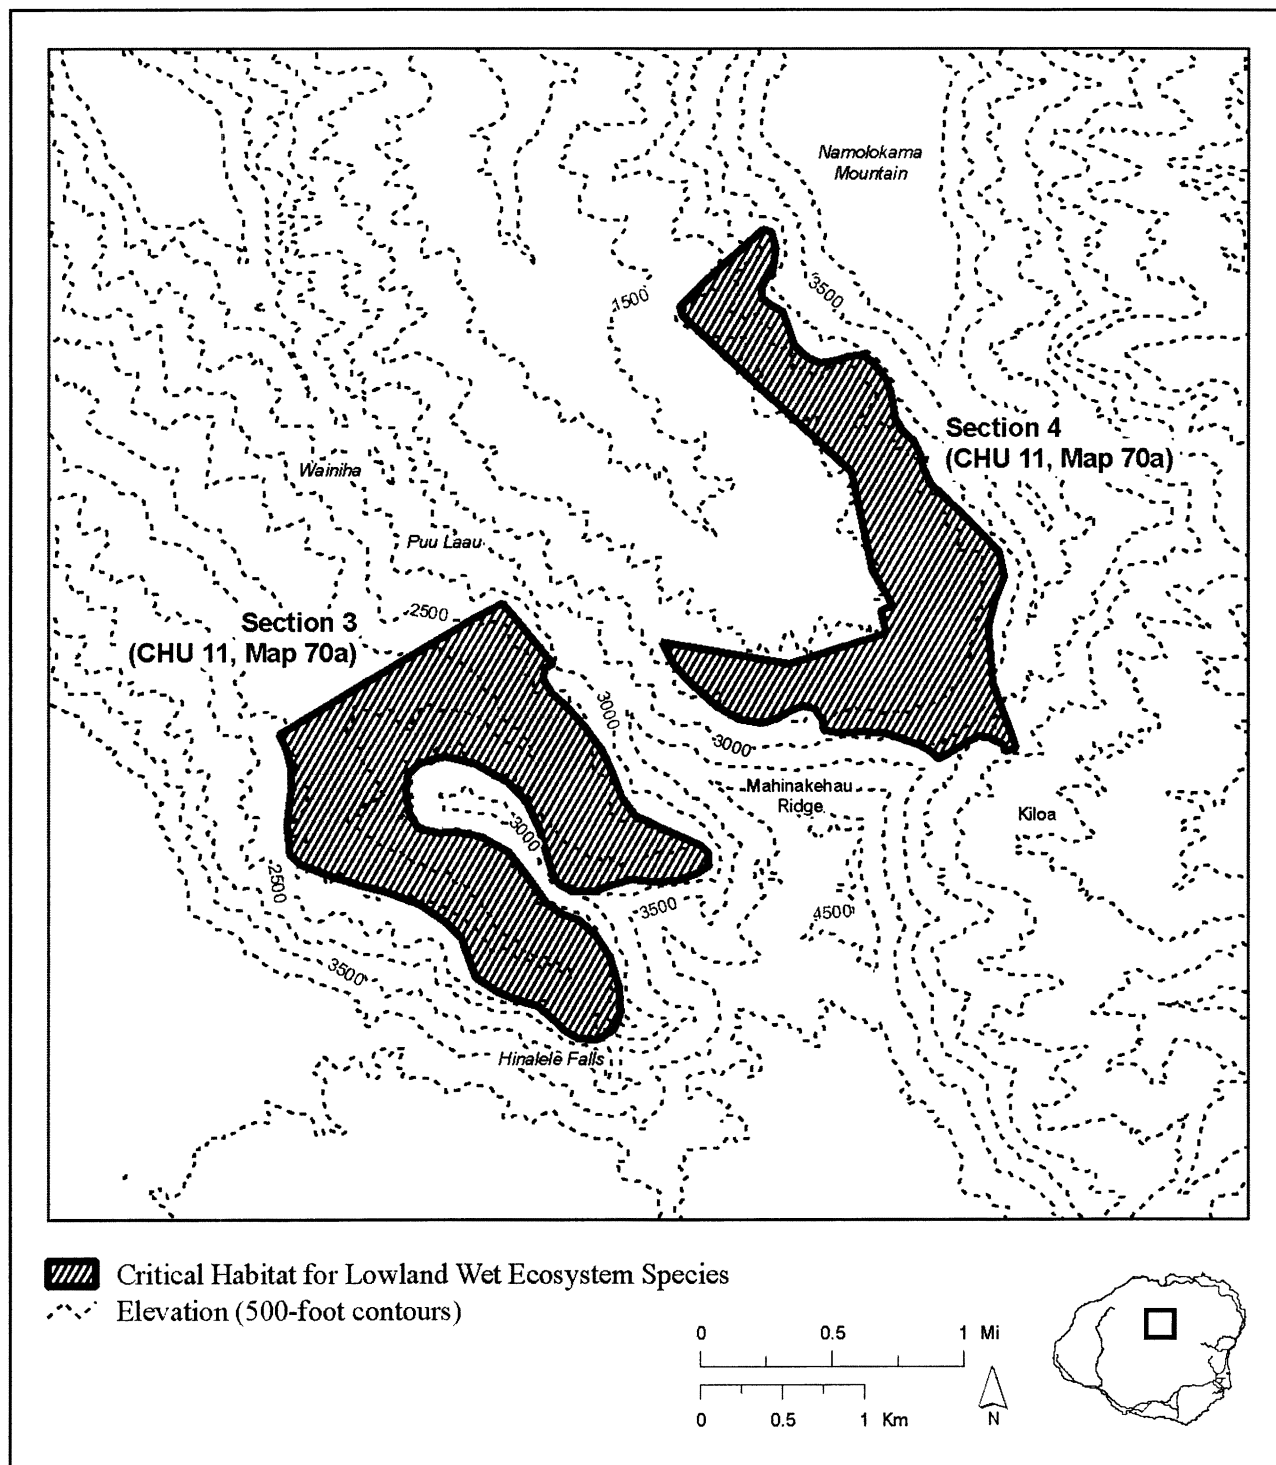 Namolokama
Mountain
3500
1500
Section 4
(CHU 11, Map 70a)
Wainiha
Puu Laau
2500
Section 3
(CHU 11, Map 70a)
3000
3000
Mahinakehau
Ridge
Kiloa
3000
2500
3500
4500
3500
Hinalele Falls
Critical Habitat for Lowland Wet Ecosystem Species
Elevation (500-foot contours)
0 0.5 1 Mi
0 0.5 1 Km
N